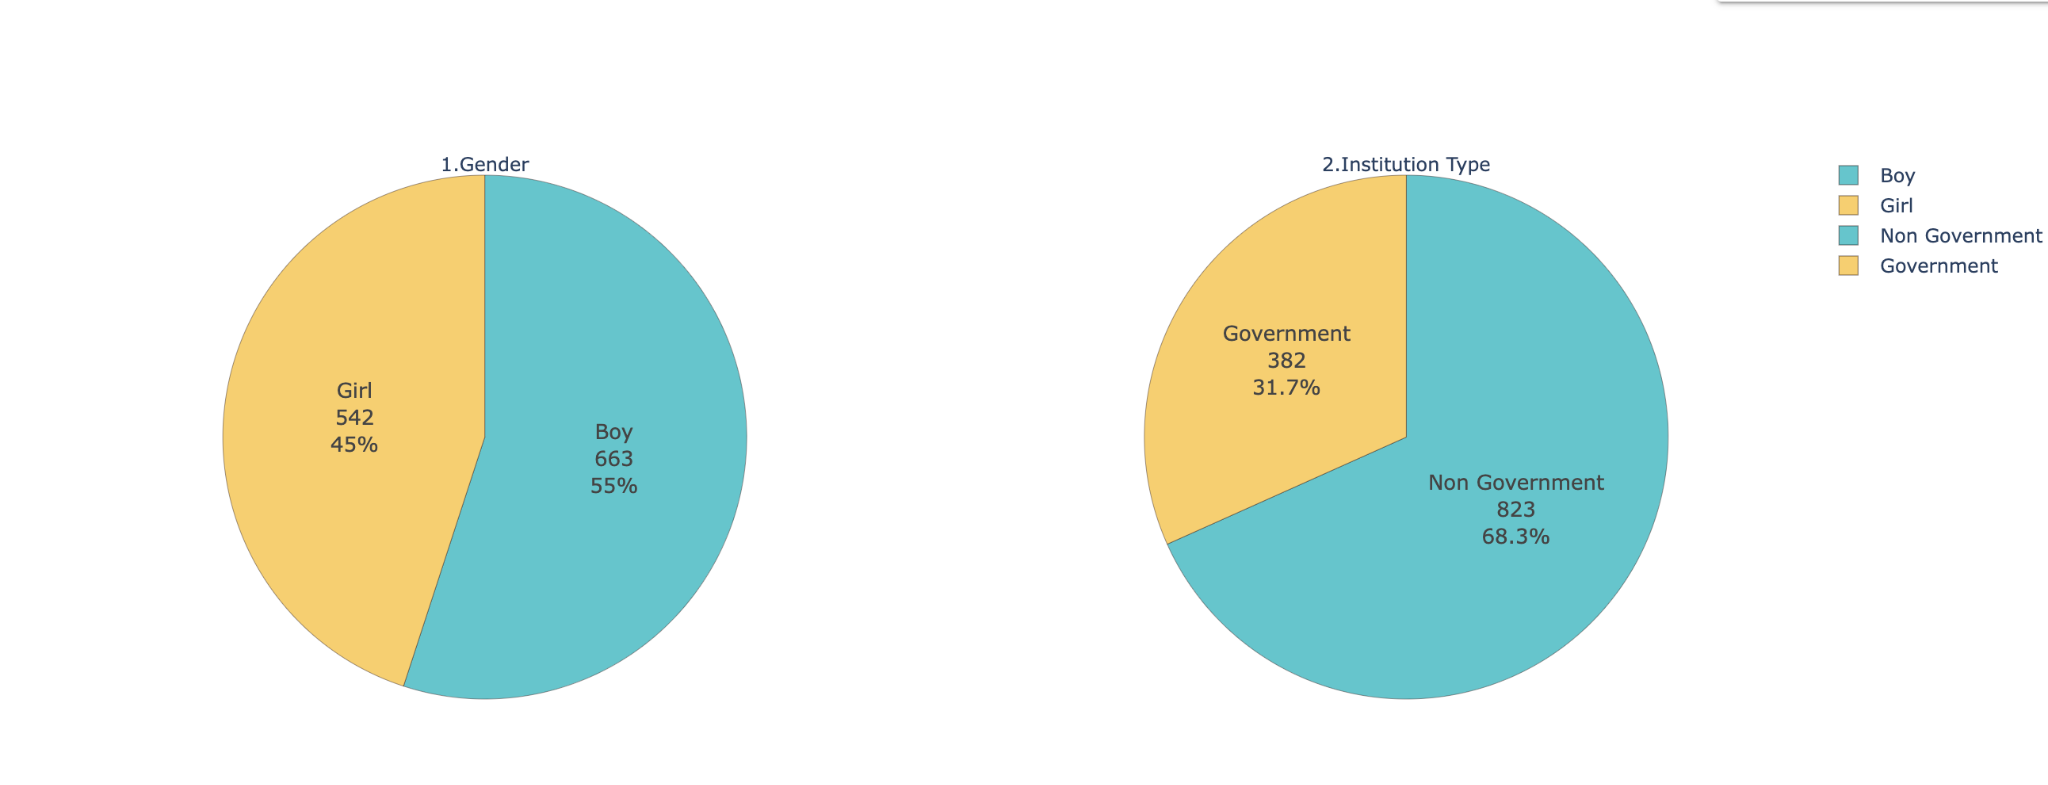 1.Gender
Girl
542
45%
Boy
663
55%
2.Institution Type
Government
382
31.7%
Non Government
823
68.3%
Boy
Girl
Non Government
Government